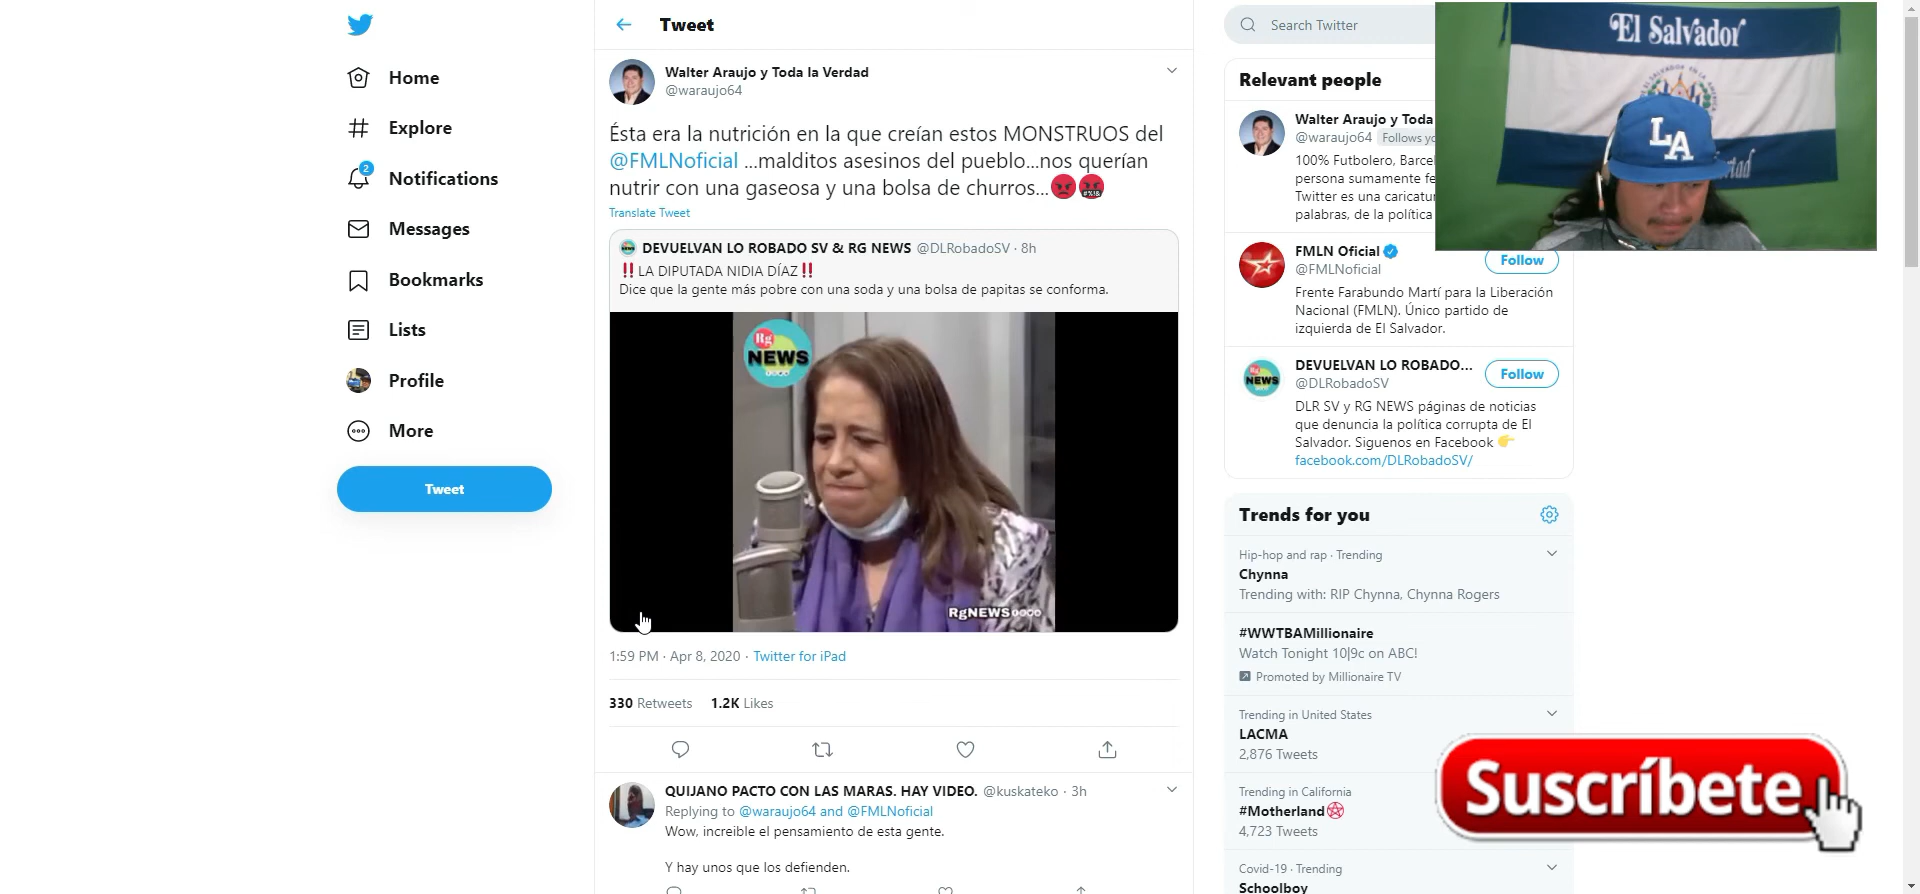 Home
Explore
2
Notifications
Messages
Bookmarks
Lists
Profile
More
Tweet
Tweet
Walter Araujo y Toda la Verdad
@waraujo64
Ésta era la nutrición en la que creían estos MONSTRUOS del
@FMLNoficial ...malditos asesinos del pueblo...nos querían
nutrir con una gaseosa y una bolsa de churros...
Translate Tweet
DEVUELVAN LO ROBADO SV & RG NEWS @DLRobadoSV · 8h
‼LA DIPUTADA NIDIA DÍAZ‼
Dice que la gente más pobre con una soda y una bolsa de papitas se conforma.
Rg
NEWS
RgNEWS
1:59 PM · Apr 8, 2020 · Twitter for iPad
330 Retweets 1.2K Likes
QUIJANO PACTO CON LAS MARAS. HAY VIDEO. @kuskateko · 3h
Replying to @waraujo64 and @FMLNoficial
Wow, increible el pensamiento de esta gente.
Y hay unos que los defienden.
Search Twitter
Relevant people
Walter Araujo y Toda
@waraujo64 Follows yo
100% Futbolero, Barcel
persona sumamente fe
Twitter es una caricatu
palabras, de la política
FMLN Oficial
@FMLNoficial
Follow
Frente Farabundo Martí para la Liberación
Nacional (FMLN). Único partido de
izquierda de El Salvador.
NEWS
DEVUELVAN LO ROBADO...
@DLRobadoSV
Follow
DLR SV y RG NEWS páginas de noticias
que denuncia la política corrupta de El
Salvador. Siguenos en Facebook
facebook.com/DLRobadoSV/
Trends for you
Hip-hop and rap · Trending
Chynna
Trending with: RIP Chynna, Chynna Rogers
#WWTBAMillionaire
Watch Tonight 10|9c on ABC!
Promoted by Millionaire TV
Trending in United States
LACMA
2,876 Tweets
Trending in California
#Motherland
4,723 Tweets
Covid-19 · Trending
Schoolboy
El Salvador
LA
Suscríbete